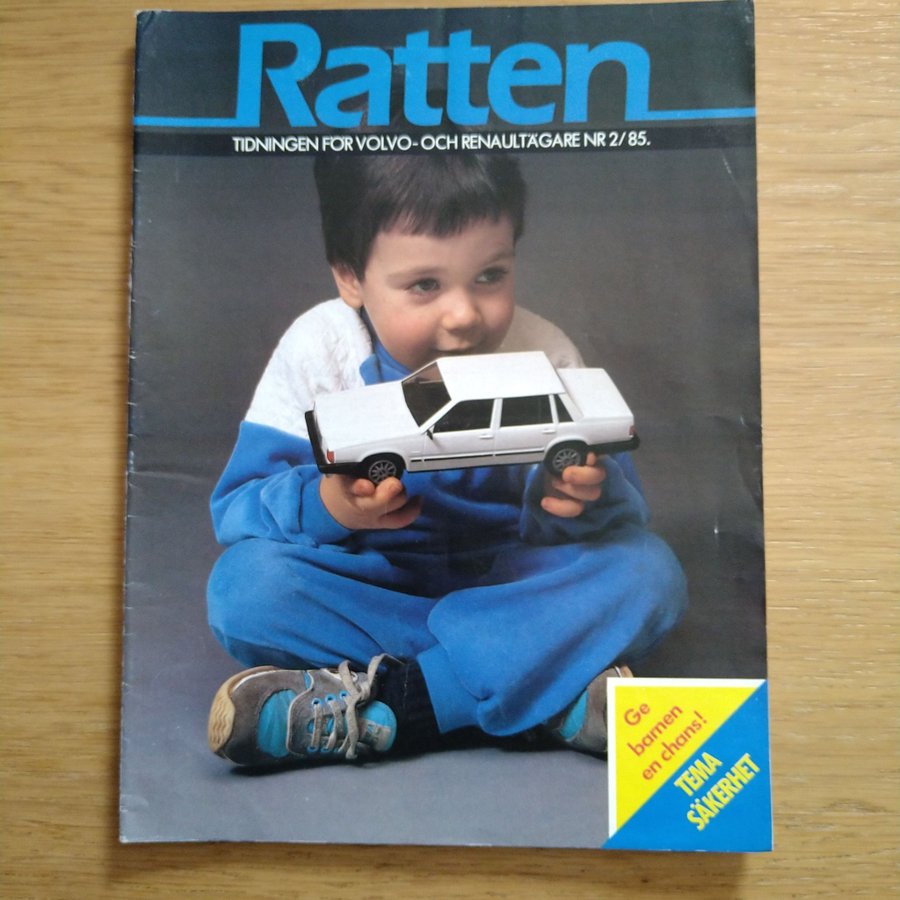 Ratten
TIDNINGEN FÖR VOLVO- OCH RENAULTÄGARE NR 2/85.
Ge
barnen
en chans!
TEMA
SÄKERHET